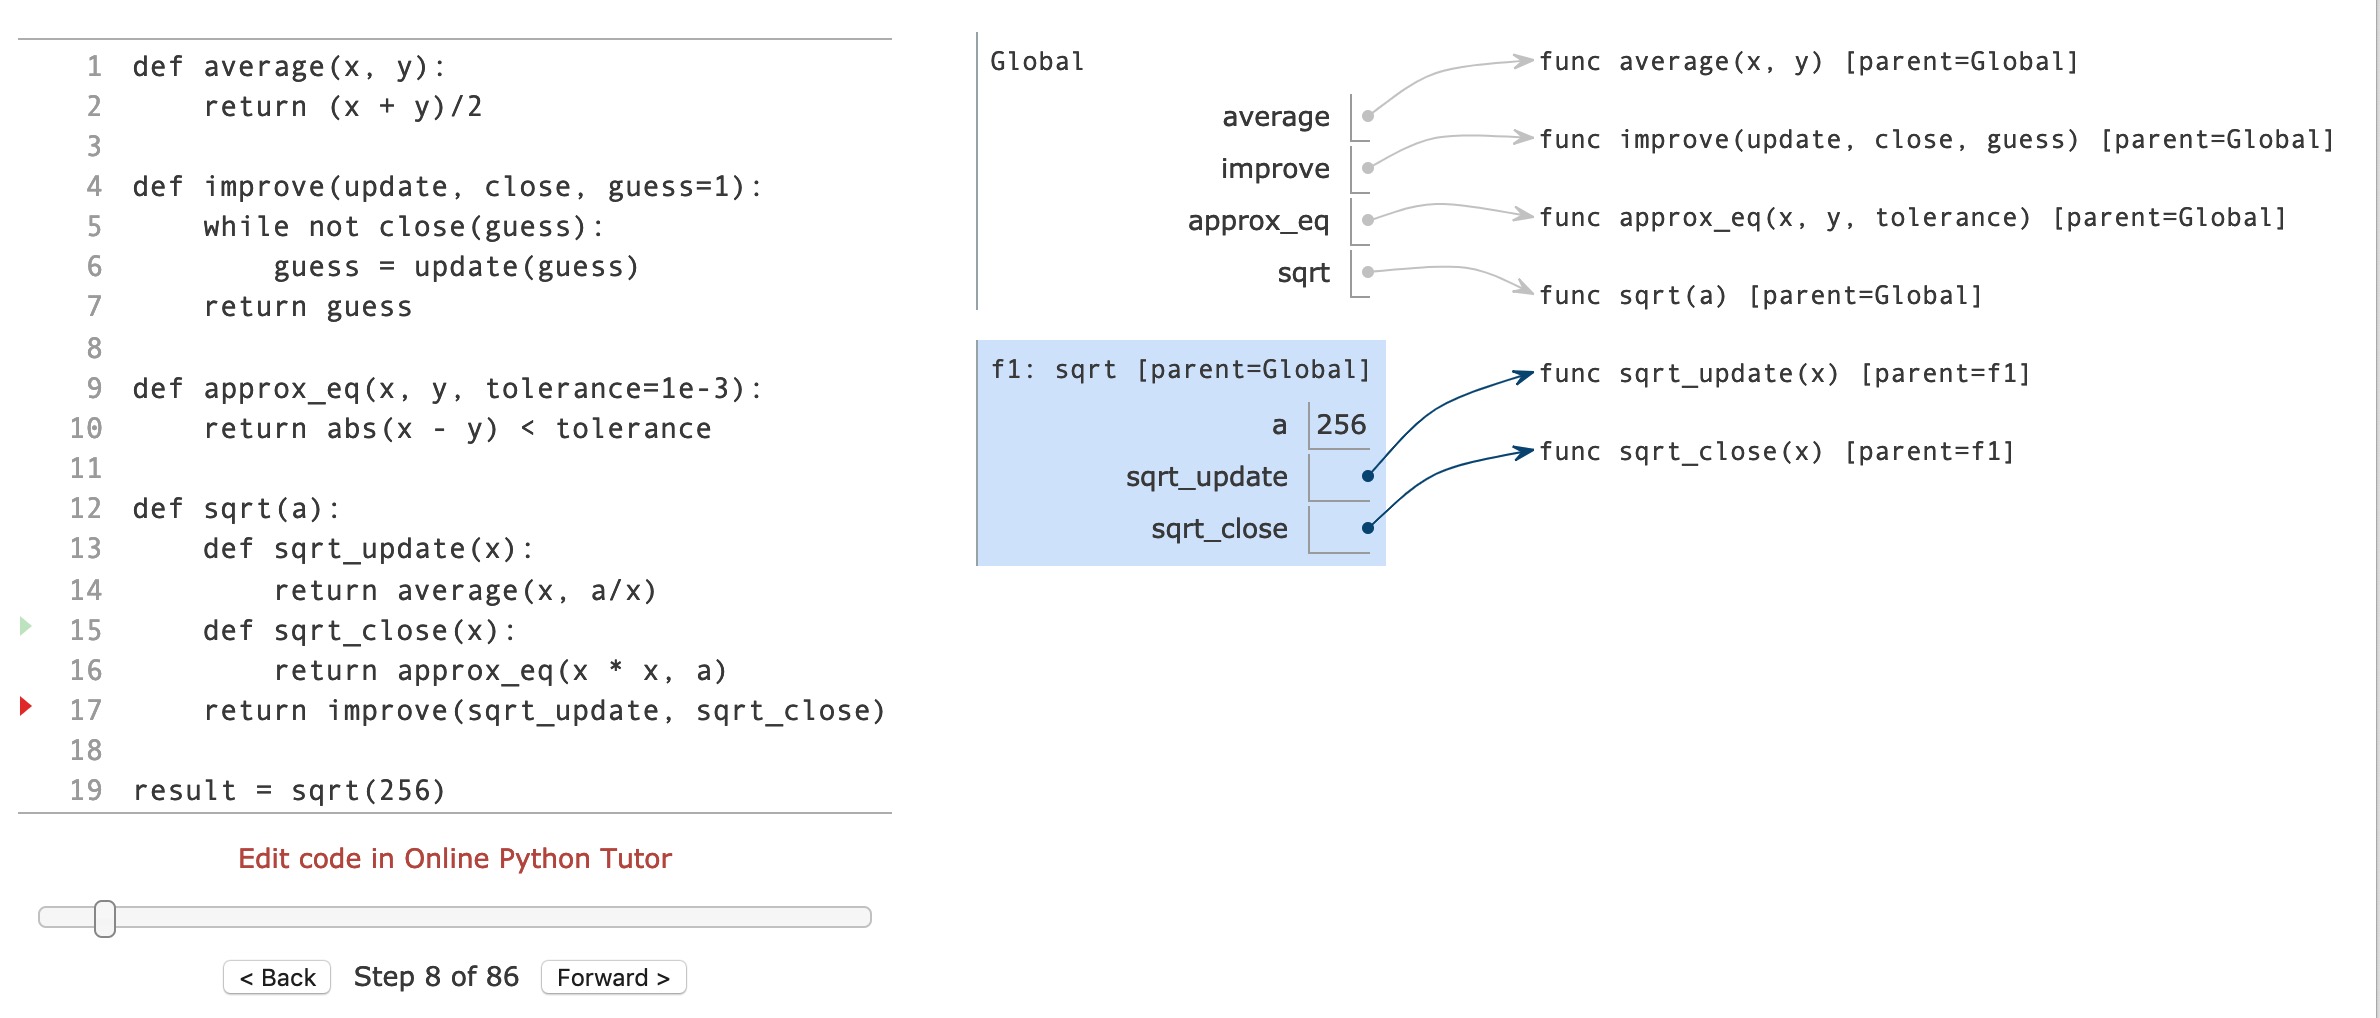 1 def average(x, y):
2     return (x + y)/2
3
4 def improve(update, close, guess=1):
5     while not close(guess):
6         guess = update(guess)
7     return guess
8
9 def approx_eq(x, y, tolerance=1e-3):
10     return abs(x - y) < tolerance
11
12 def sqrt(a):
13     def sqrt_update(x):
14         return average(x, a/x)
15     def sqrt_close(x):
16         return approx_eq(x * x, a)
17     return improve(sqrt_update, sqrt_close)
18
19 result = sqrt(256)
Edit code in Online Python Tutor
< Back Step 8 of 86 Forward >
Global
average
improve
approx_eq
sqrt
func average(x, y) [parent=Global]
func improve(update, close, guess) [parent=Global]
func approx_eq(x, y, tolerance) [parent=Global]
func sqrt(a) [parent=Global]
f1: sqrt [parent=Global]
a 256
sqrt_update
sqrt_close
func sqrt_update(x) [parent=f1]
func sqrt_close(x) [parent=f1]